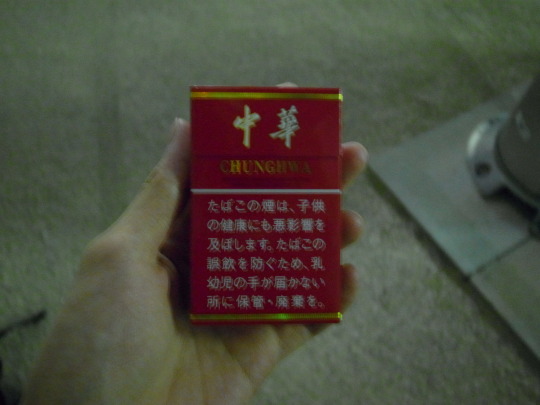 中華
CHUNGHWA
たばこの煙は、子供
の健康にも悪影響を
及ぼします。たばこの
誤飲を防ぐため、乳
幼児の手が届かない
所に保管・廃棄を。